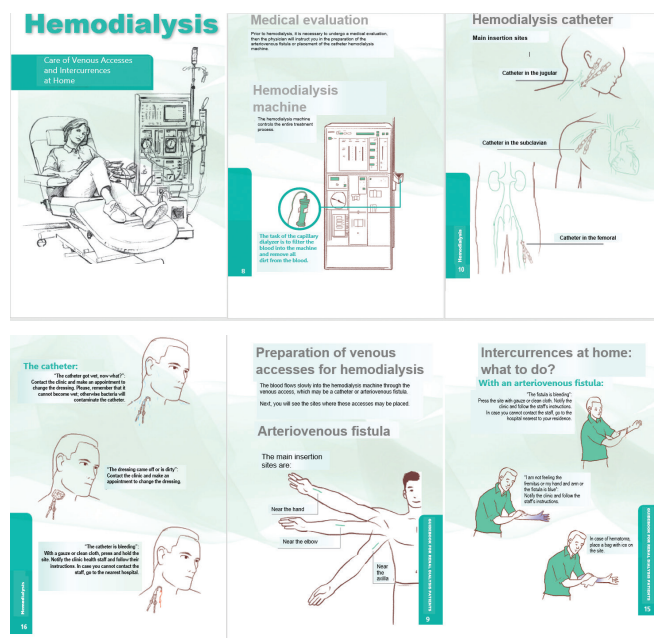 Hemodialysis
Care of Venous Accesses
and Intercurrences
at Home
Medical evaluation
Prior to hemodialysis, it is necessary to undergo a medical evaluation,
then the physician will instruct you in the preparation of the
arteriovenous fistula or placement of the catheter hemodialysis
machine.
Hemodialysis
machine
The hemodialysis machine
controls the entire treatment
process.
The task of the capillary
dialyzer is to filter the
blood into the machine
and remove all
dirt from the blood.
8
Hemodialysis catheter
Main insertion sites
Catheter in the jugular
Catheter in the subclavian
Catheter in the femoral
Hemodialysis
10
The catheter:
"The catheter got wet, now what?":
Contact the clinic and make an appointment to
change the dressing. Please, remember that it
cannot become wet; otherwise bacteria will
contaminate the catheter.
"The dressing came off or is dirty":
Contact the clinic and make an
appointment to change the dressing.
"The catheter is bleeding":
With a gauze or clean cloth, press and hold the
site. Notify the clinic health staff and follow their
instructions. In case you cannot contact the
staff, go to the nearest hospital.
Hemodialysis
16
Preparation of venous
accesses for hemodialysis
The blood flows slowly into the hemodialysis machine through the
venous access, which may be a catheter or arteriovenous fistula.
Next, you will see the sites where these accesses may be placed.
Arteriovenous fistula
The main insertion
sites are:
Near the hand
Near the elbow
Near
the
axilla
GUIDEBOOK FOR RENAL DIALYSIS PATIENTS
9
Intercurrences at home:
what to do?
With an arteriovenous fistula:
"The fistula is bleeding":
Press the site with gauze or clean cloth. Notify the
clinic and follow the staff's instructions.
In case you cannot contact the staff, go to the
hospital nearest to your residence.
"I am not feeling the
fremitus or my hand and arm or
the fistula is blue":
Notify the clinic and follow the
staff's instructions.
In case of hematoma,
place a bag with ice on
the site.
GUIDEBOOK FOR RENAL DIALYSIS PATIENTS
15